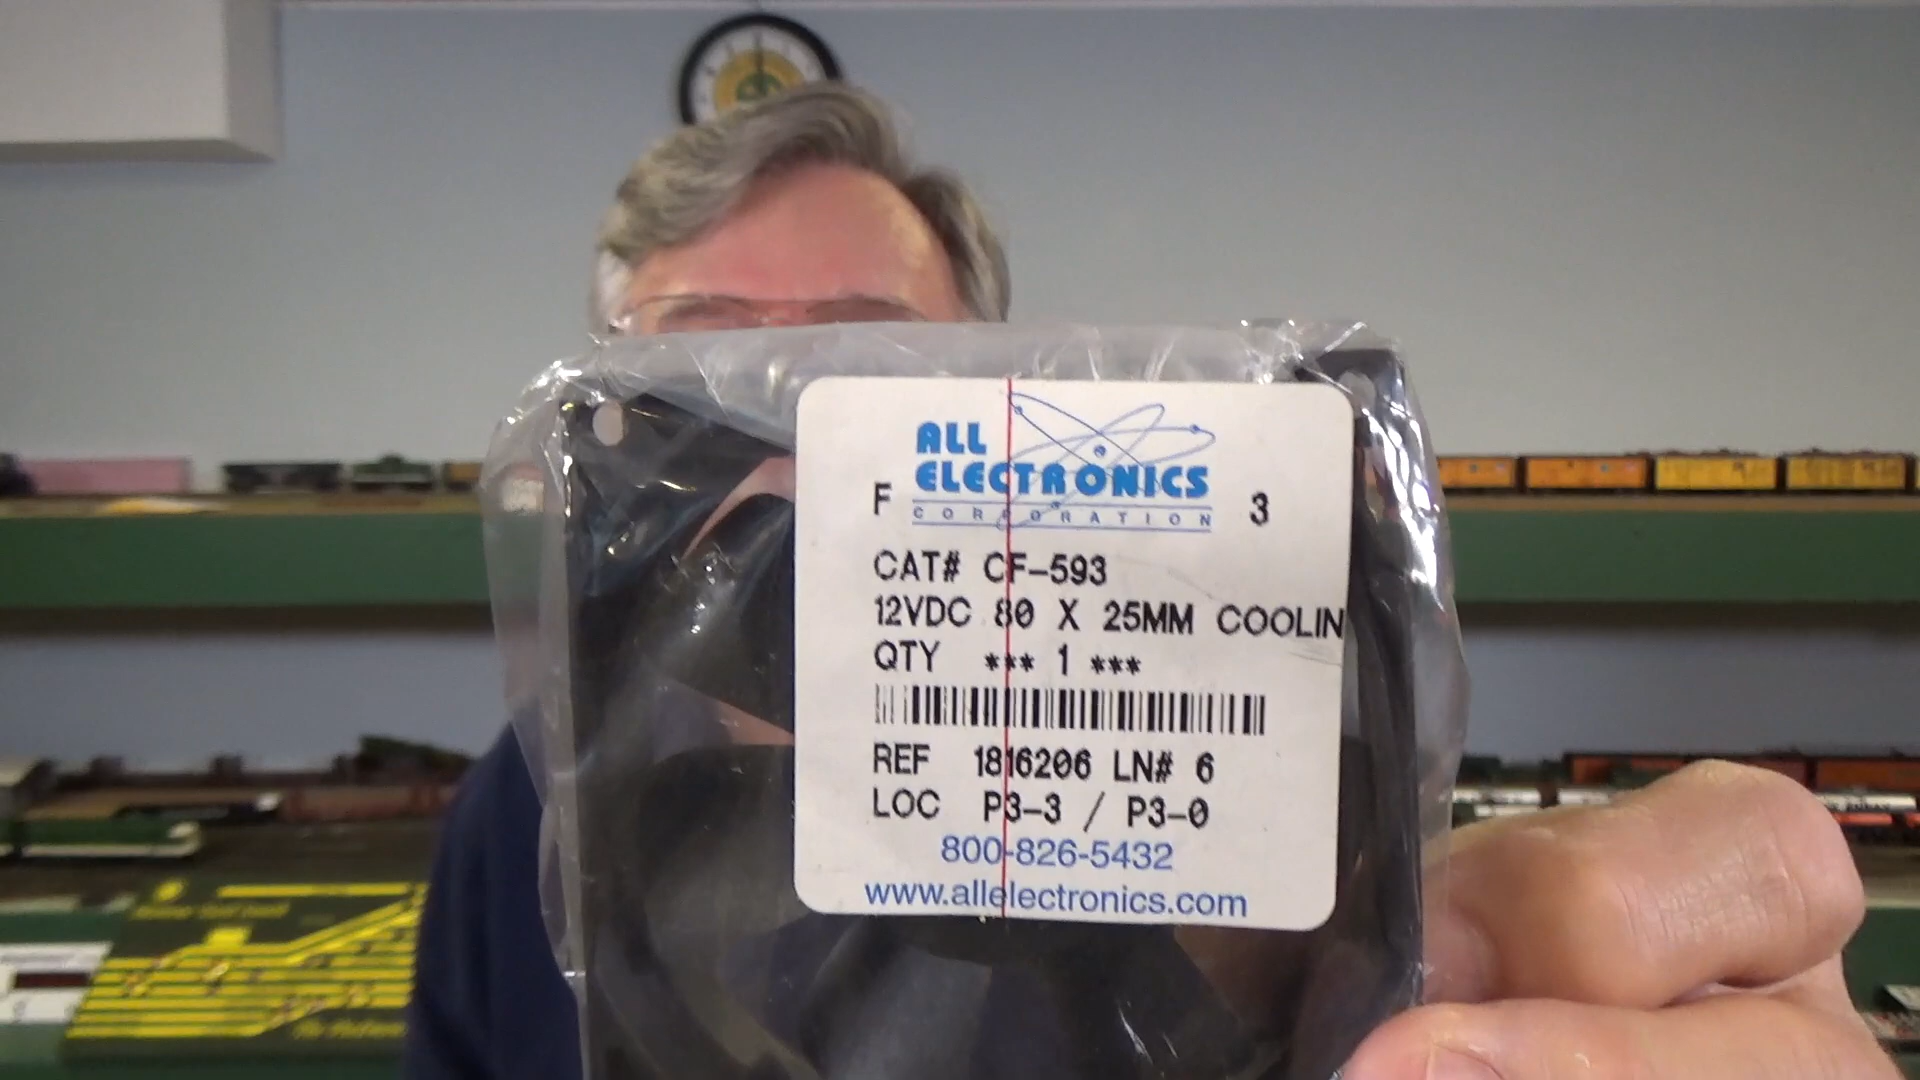 ALL
ELECTRONICS
CORPORATION
F 3
CAT# CF-593
12VDC 80 X 25MM COOLIN
QTY *** 1 ***
REF 1816206 LN# 6
LOC P3-3 / P3-0
800-826-5432
www.allelectronics.com